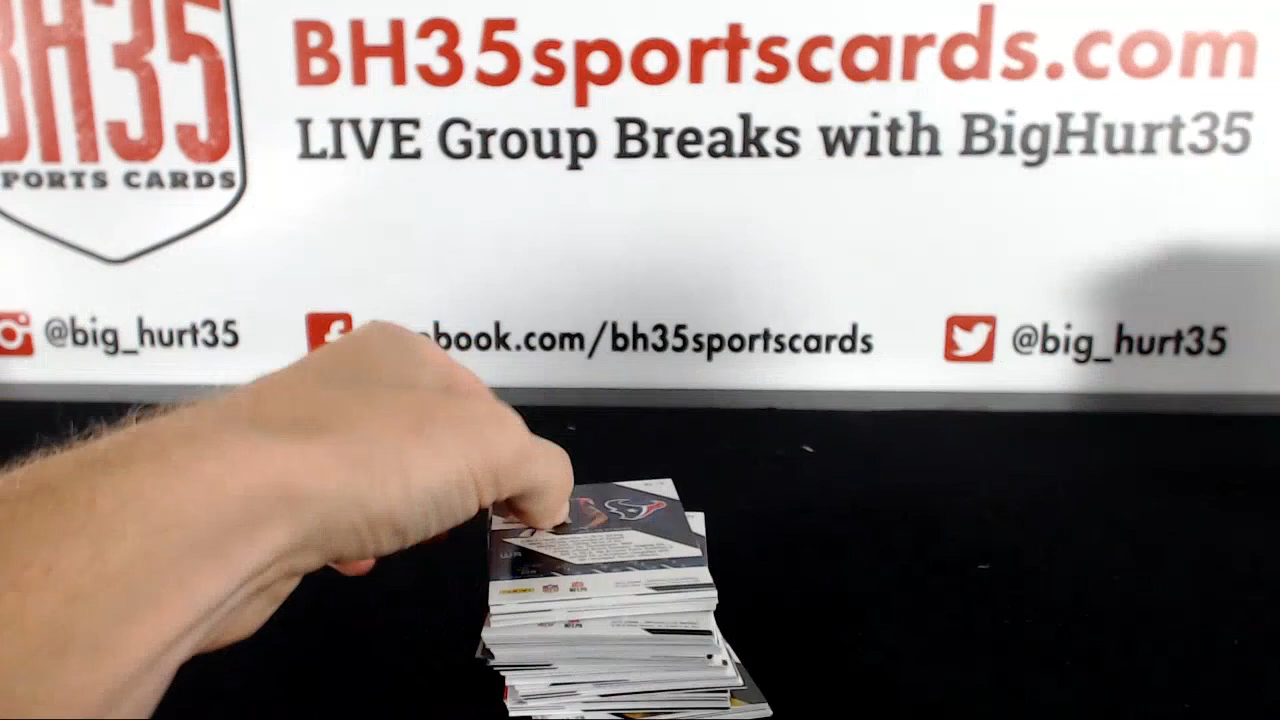 BH35
PORTS CARDS
BH35sportscards.com
LIVE Group Breaks with BigHurt35
@big_hurt35
book.com/bh35sportscards
@big_hurt35